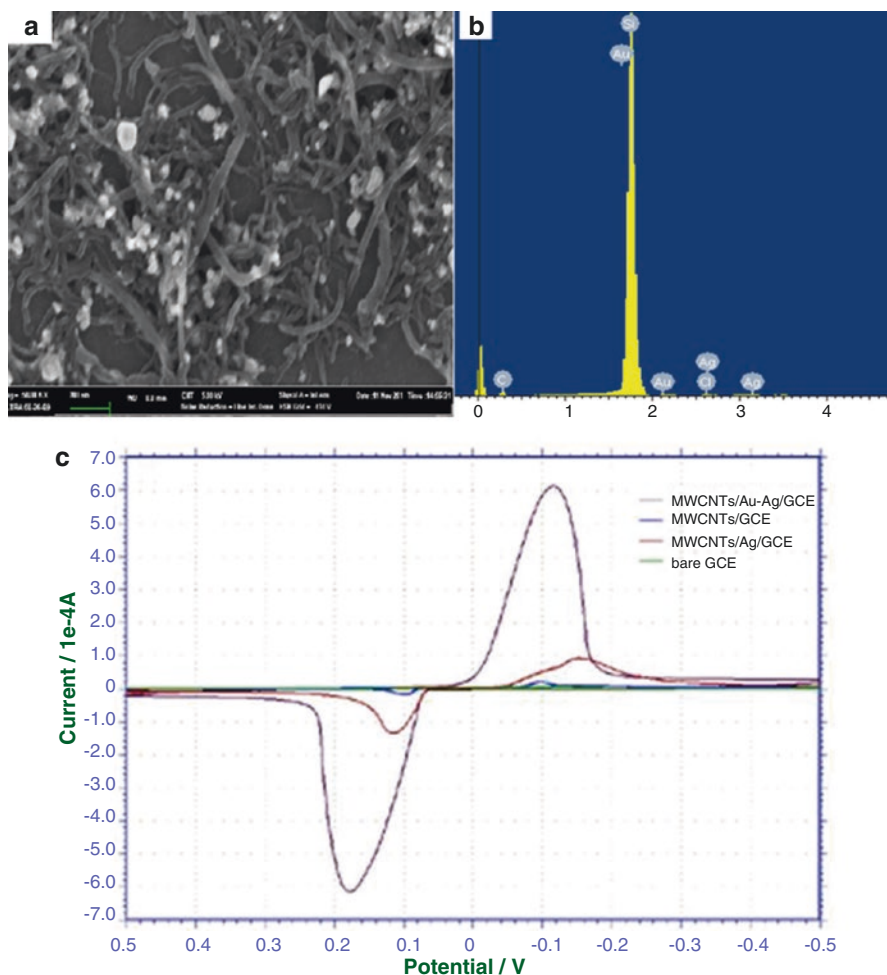 a
b
Si
Au
C
Au
Ag
Cl
Ag
0 1 2 3 4
c
7.0
6.0
5.0
4.0
3.0
2.0
1.0
0
-1.0
-2.0
-3.0
-4.0
-5.0
-6.0
-7.0
Current / 1e-4A
MWCNTs/Au-Ag/GCE
MWCNTs/GCE
MWCNTs/Ag/GCE
bare GCE
0.5 0.4 0.3 0.2 0.1 0 -0.1 -0.2 -0.3 -0.4 -0.5
Potential / V